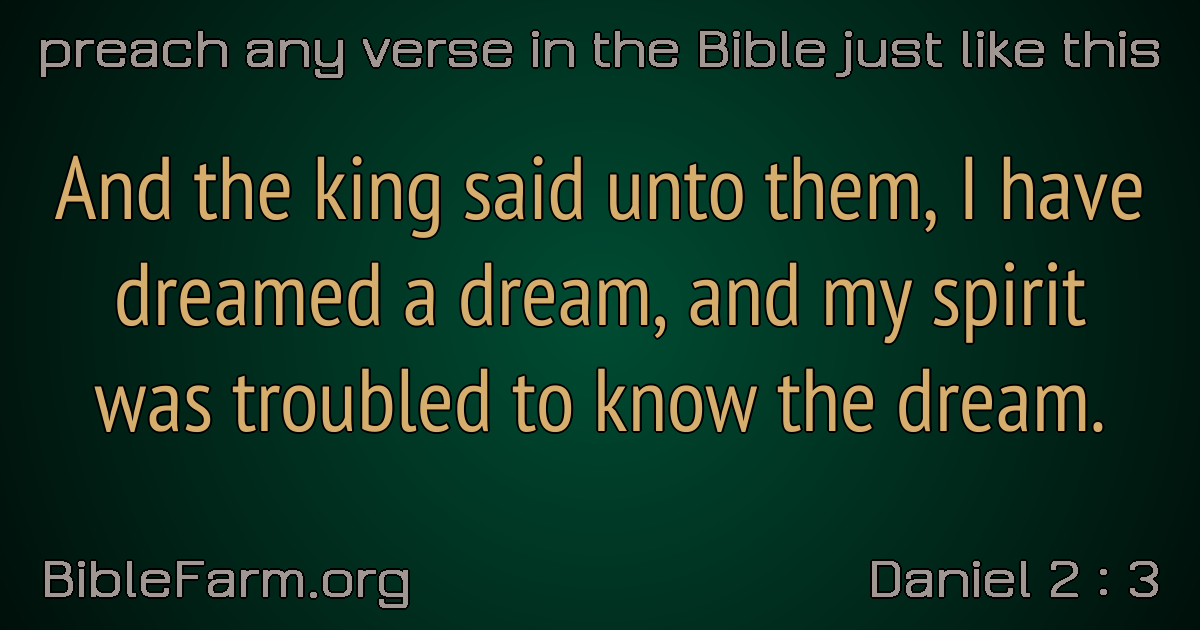 preach any verse in the Bible just like this
And the king said unto them, I have
dreamed a dream, and my spirit
was troubled to know the dream.
BibleFarm.org
Daniel 2 : 3